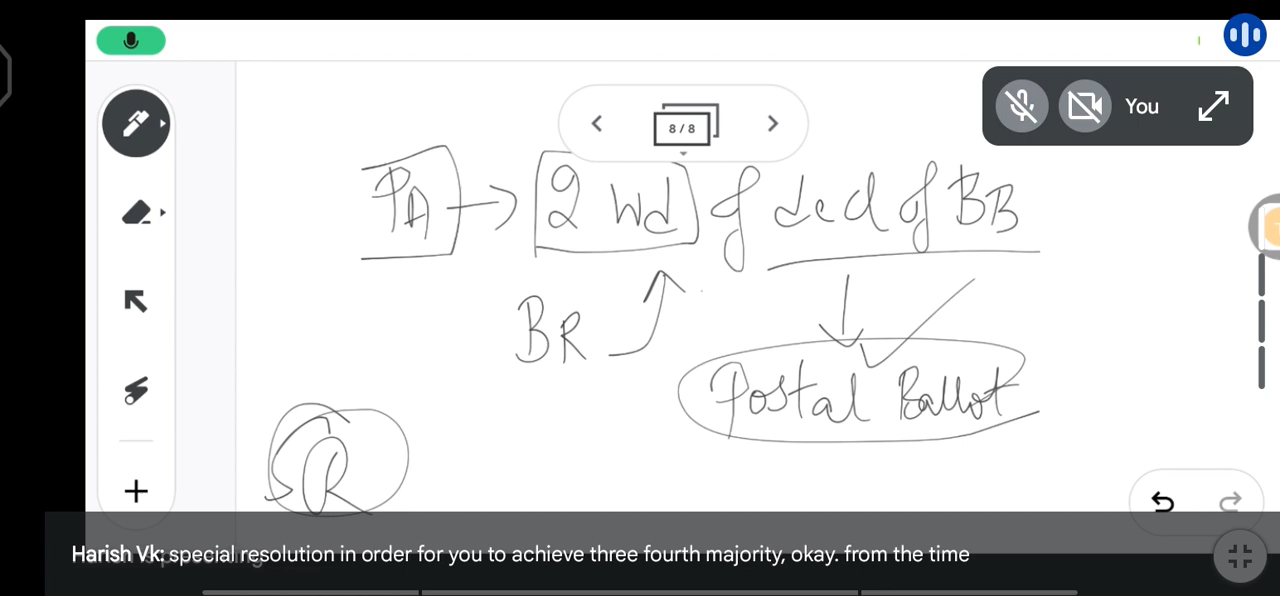 You
8 / 8
PA → 2 Wd of ded of BB
BR
Postal Ballot
SR
Harish Vk: special resolution in order for you to achieve three fourth majority, okay. from the time